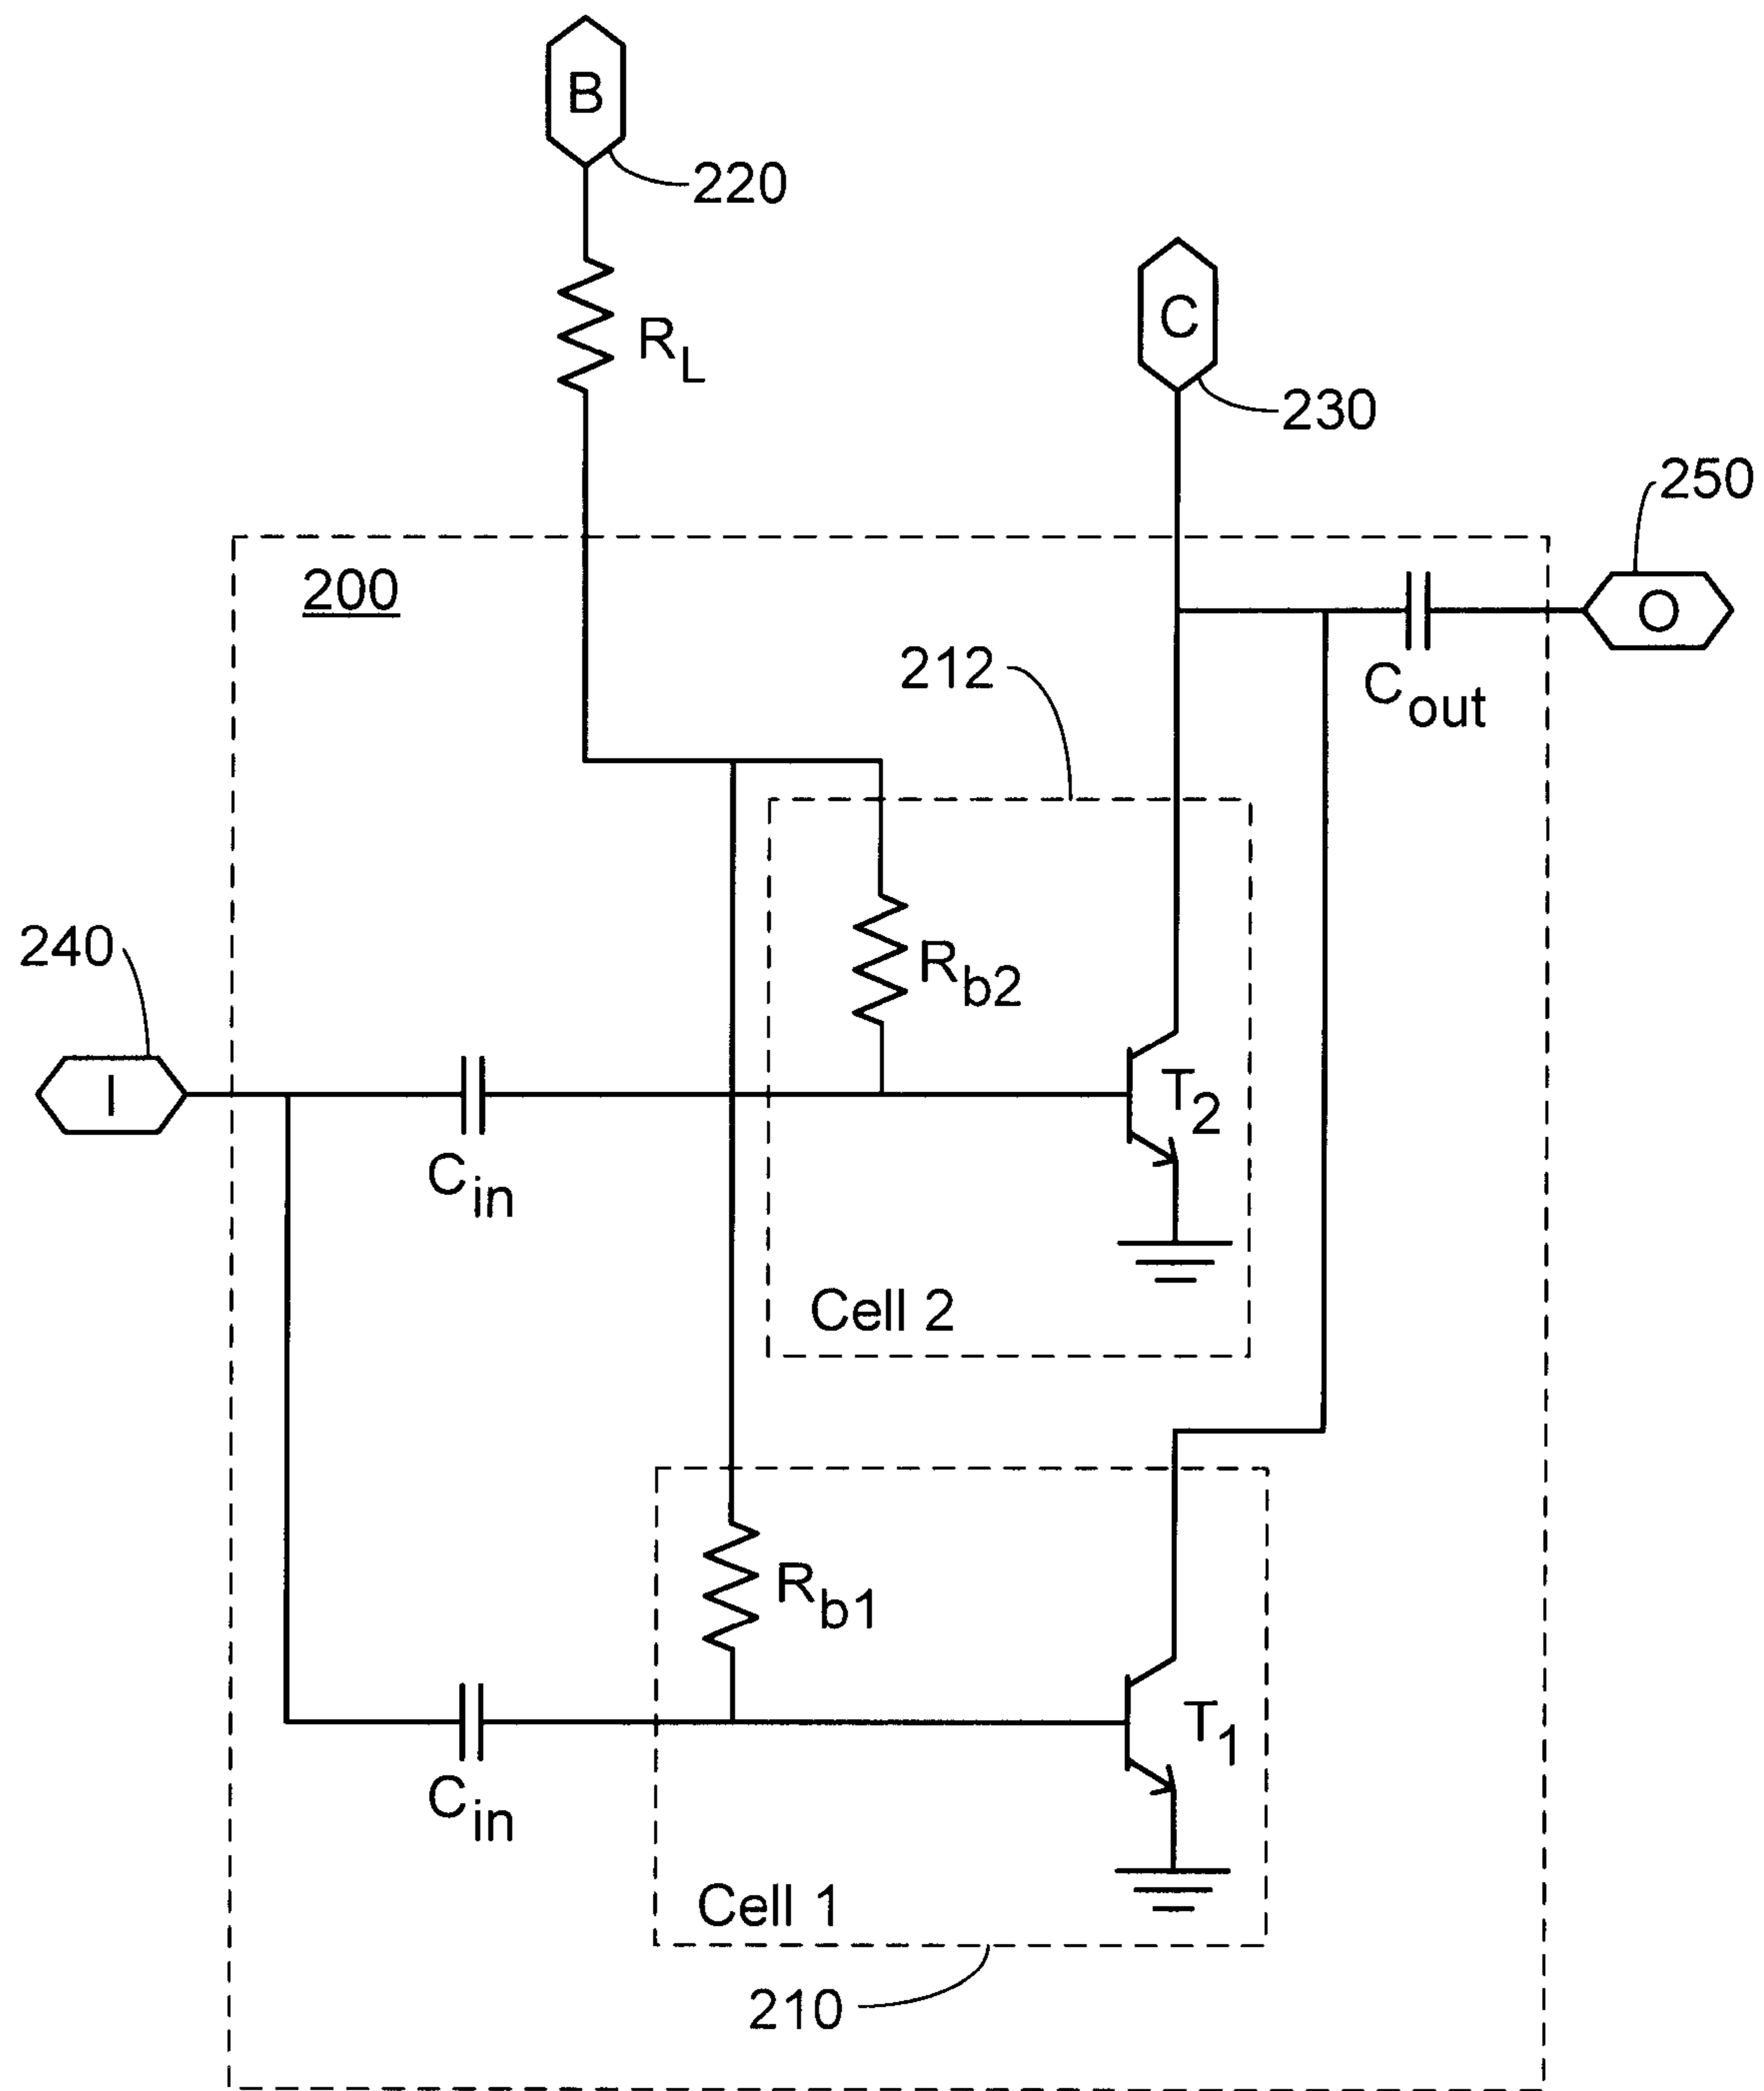 B
220
R_L
C
230
250
200
O
212
C_out
240
R_b2
I
T_2
C_in
Cell 2
R_b1
T_1
C_in
Cell 1
210